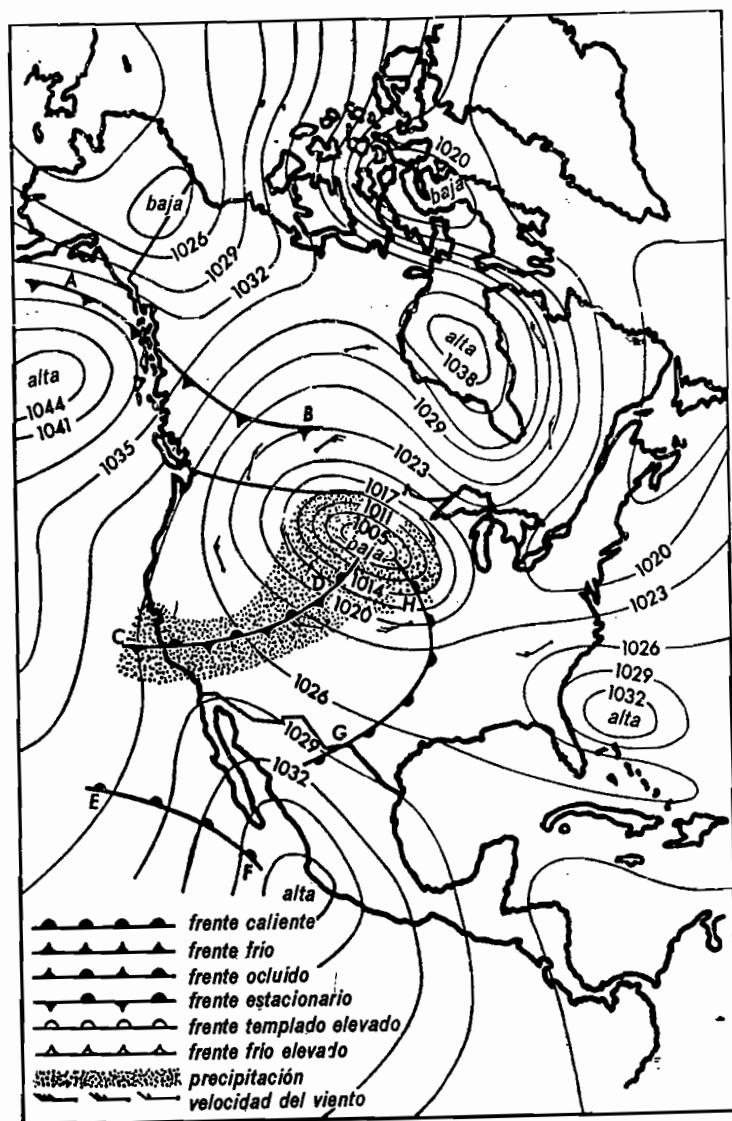 1020
baja
baja
1026
1029
1032
A
alta
1038
alta
1044
1041
1029
B
1035
1023
1017
1011
1005
baja
D
1014
H
1020
1020
1023
C
1026
1026
1029
1032
alta
G
1029
1032
E
F
alta
frente caliente
frente frío
frente ocluido
frente estacionario
frente templado elevado
frente frío elevado
precipitación
velocidad del viento